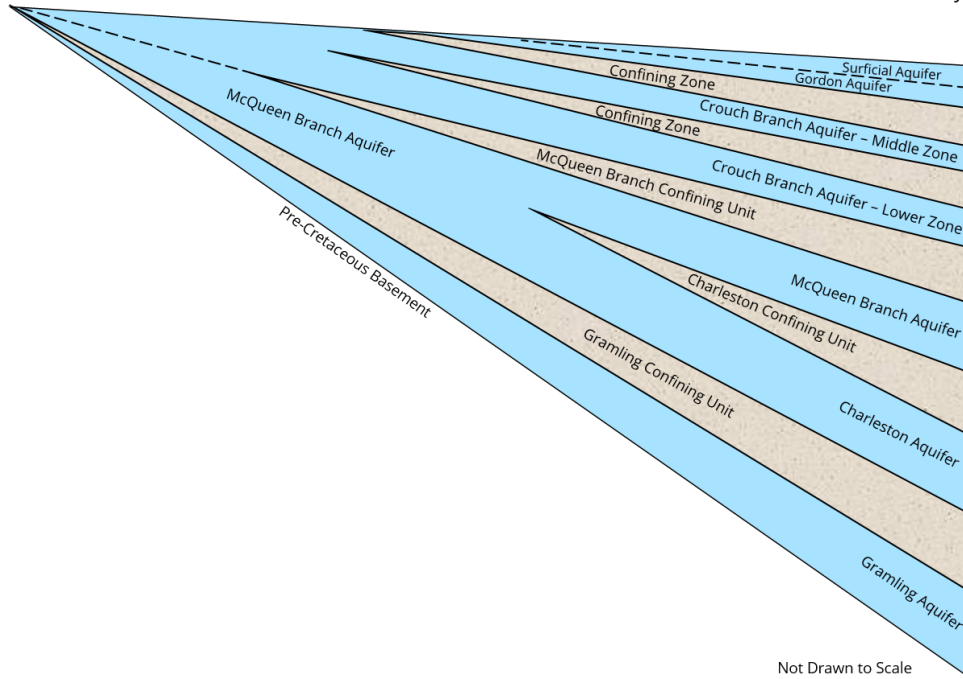 Surficial Aquifer
Gordon Aquifer
Confining Zone
Crouch Branch Aquifer – Middle Zone
Confining Zone
Crouch Branch Aquifer – Lower Zone
McQueen Branch Aquifer
McQueen Branch Confining Unit
McQueen Branch Aquifer
Charleston Confining Unit
Pre-Cretaceous Basement
Gramling Confining Unit
Charleston Aquifer
Gramling Aquifer
Not Drawn to Scale